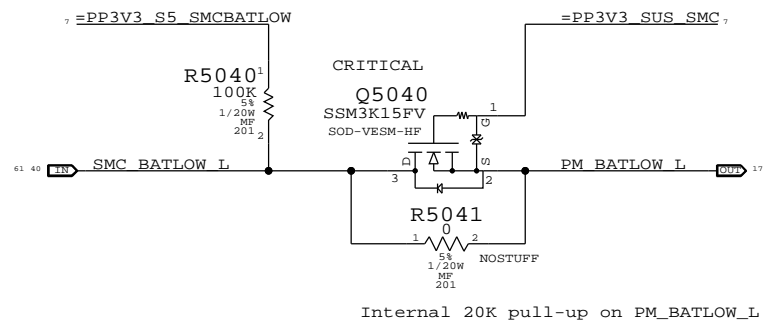 7 =PP3V3_S5_SMCBATLOW
=PP3V3_SUS_SMC 7
CRITICAL
R5040 1
100K
5%
1/20W
MF
201 2
Q5040
SSM3K15FV
SOD-VESM-HF
1
G
D
S
61 40 IN SMC_BATLOW_L
3
2
PM_BATLOW_L OUT 17
R5041
0
1 2
5%
1/20W
MF
201
NOSTUFF
Internal 20K pull-up on PM_BATLOW_L